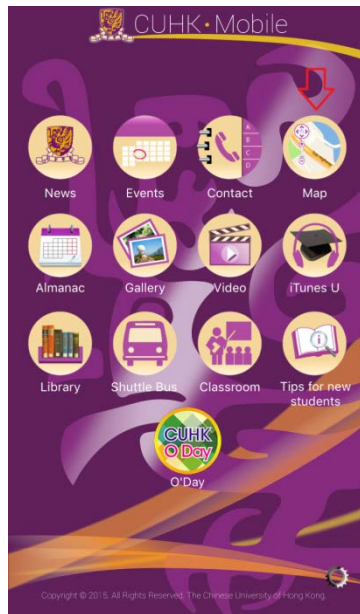 CUHK·Mobile
News
Events
Contact
Map
Almanac
Gallery
Video
iTunes U
Library
Shuttle Bus
Classroom
Tips for new
students
CUHK
O Day
O'Day
Copyright © 2015. All Rights Reserved. The Chinese University of Hong Kong.